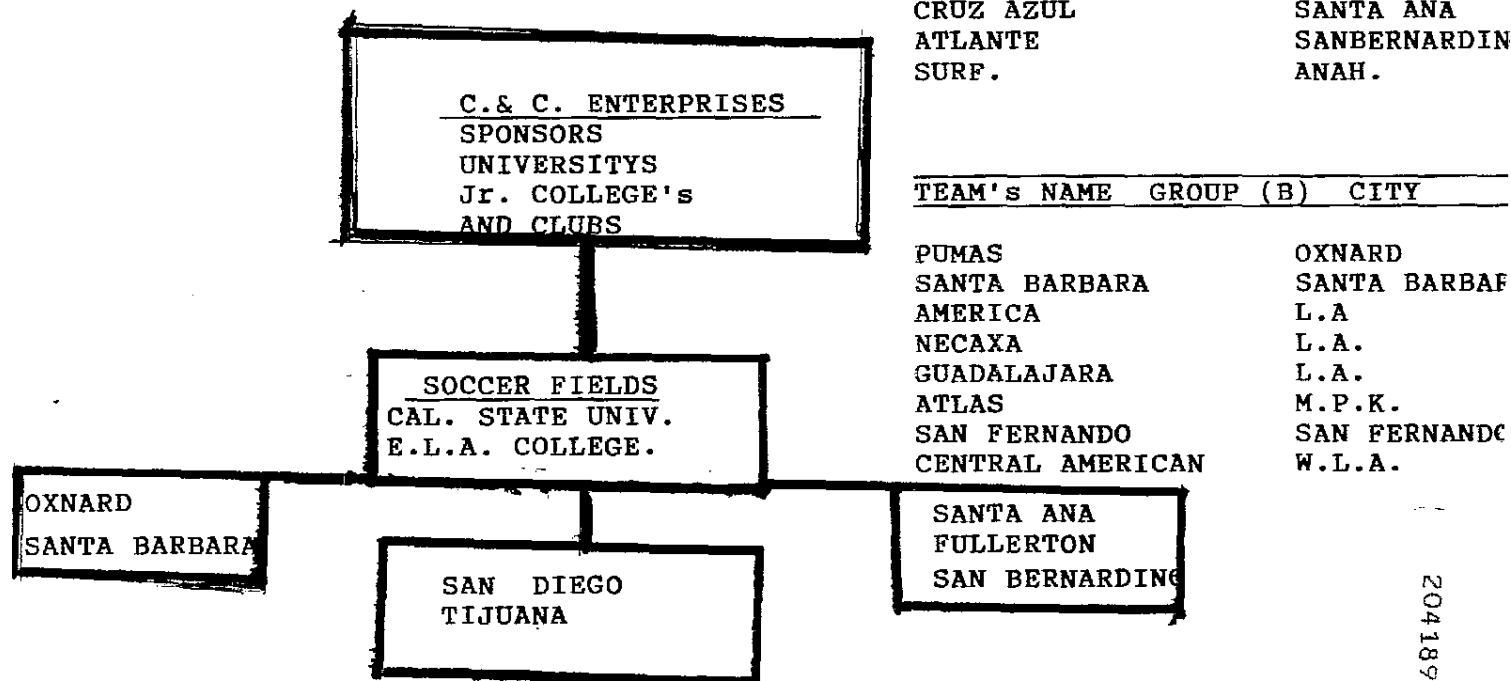 CRUZ AZUL SANTA ANA
ATLANTE SANBERNARDIN
SURF. ANAH.
C.& C. ENTERPRISES
SPONSORS
UNIVERSITYS
Jr. COLLEGE's
AND CLUBS
TEAM's NAME GROUP (B) CITY
PUMAS OXNARD
SANTA BARBARA SANTA BARBAR
AMERICA L.A
NECAXA L.A.
GUADALAJARA L.A.
ATLAS M.P.K.
SAN FERNANDO SAN FERNANDO
CENTRAL AMERICAN W.L.A.
SOCCER FIELDS
CAL. STATE UNIV.
E.L.A. COLLEGE.
OXNARD
SANTA BARBARA
SAN DIEGO
TIJUANA
SANTA ANA
FULLERTON
SAN BERNARDINO
204189